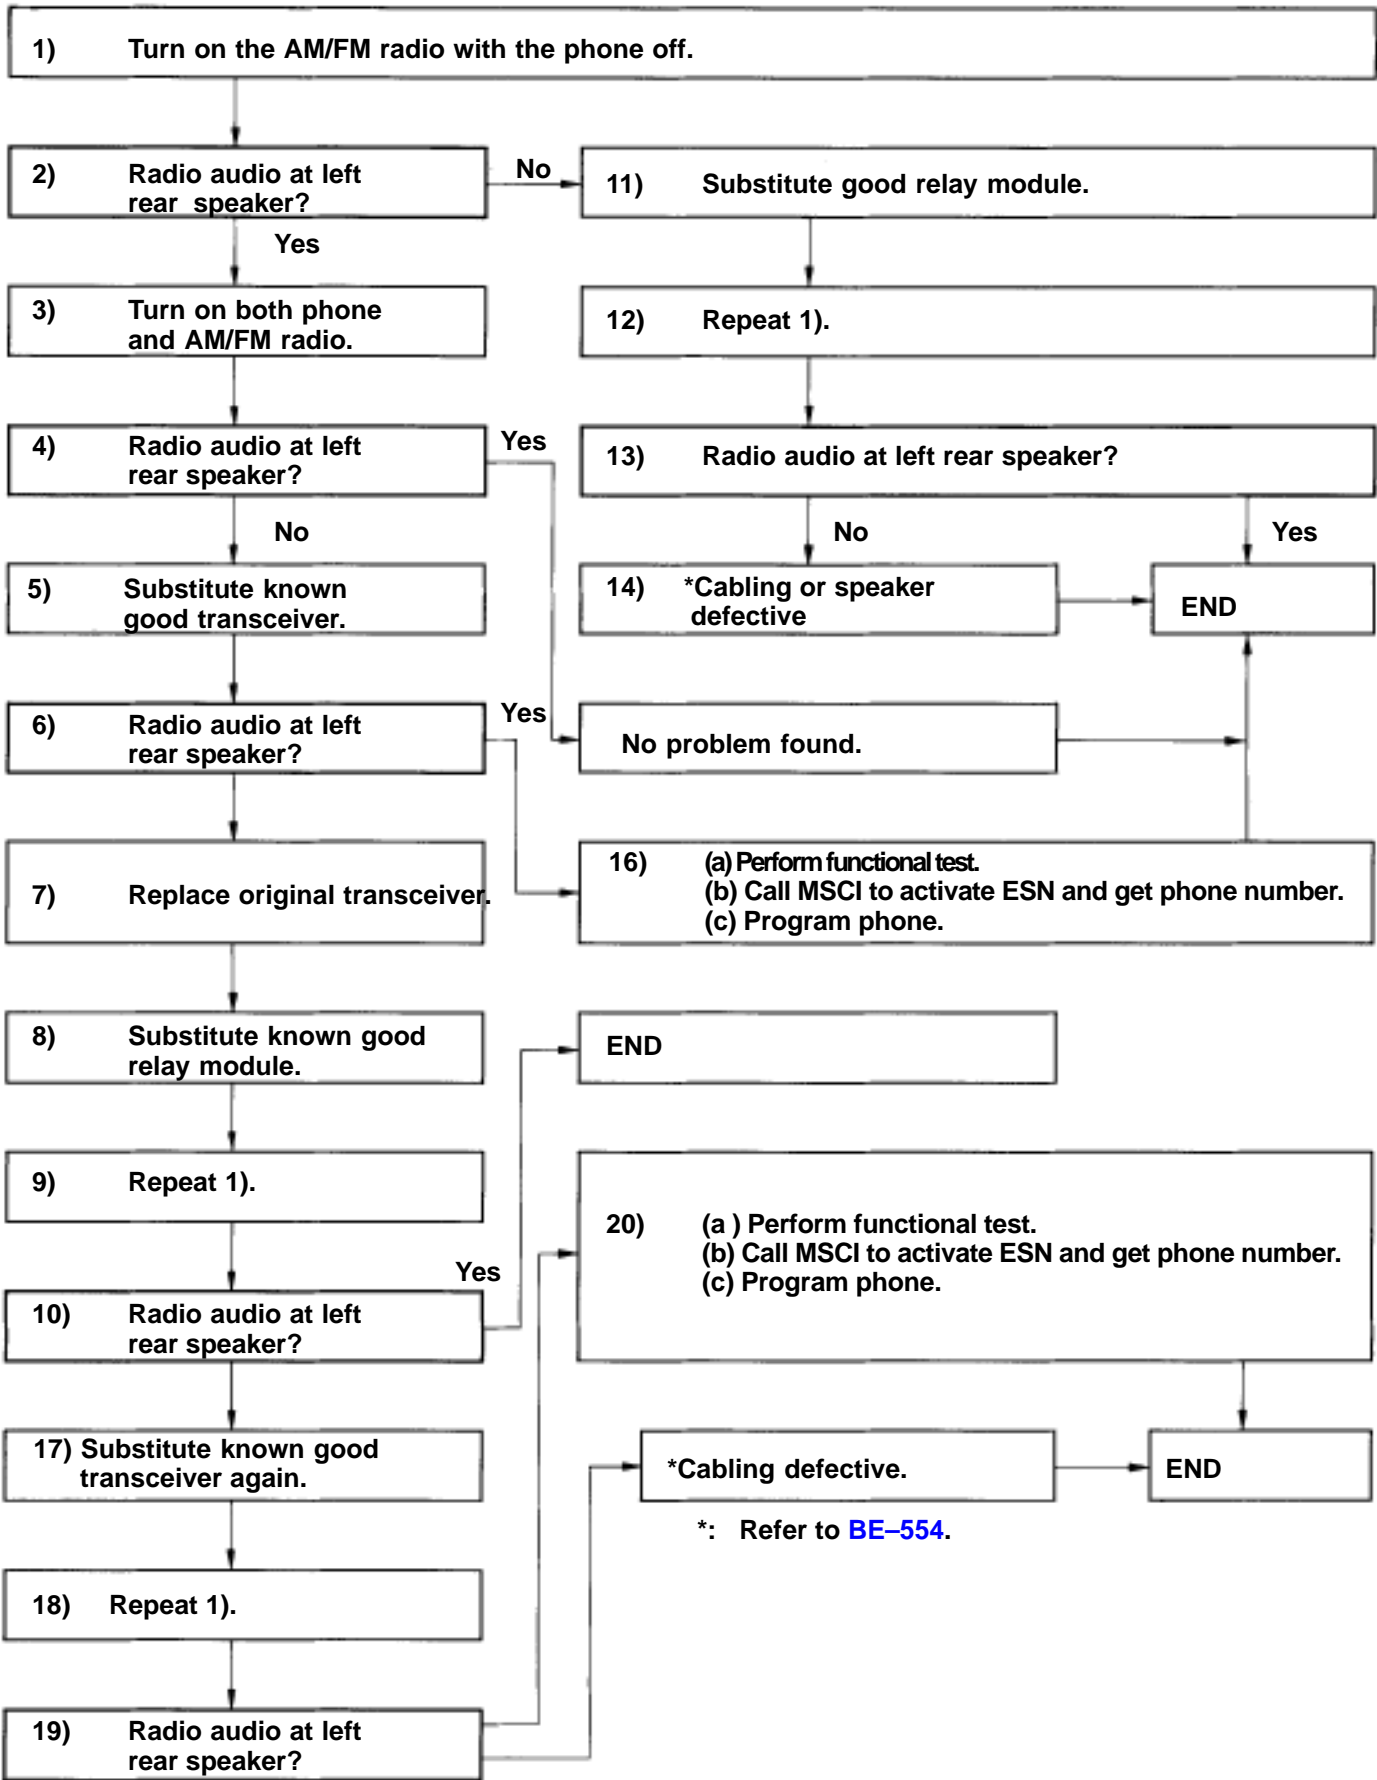 1) Turn on the AM/FM radio with the phone off.
2) Radio audio at left
rear speaker?
No
11) Substitute good relay module.
Yes
3) Turn on both phone
and AM/FM radio.
12) Repeat 1).
4) Radio audio at left
rear speaker?
Yes
13) Radio audio at left rear speaker?
No
No
Yes
5) Substitute known
good transceiver.
14) *Cabling or speaker
defective
END
6) Radio audio at left
rear speaker?
Yes
No problem found.
7) Replace original transceiver.
16) (a) Perform functional test.
(b) Call MSCI to activate ESN and get phone number.
(c) Program phone.
8) Substitute known good
relay module.
END
9) Repeat 1).
20) (a ) Perform functional test.
(b) Call MSCI to activate ESN and get phone number.
(c) Program phone.
Yes
10) Radio audio at left
rear speaker?
17) Substitute known good
transceiver again.
*Cabling defective.
END
*: Refer to BE–554.
18) Repeat 1).
19) Radio audio at left
rear speaker?